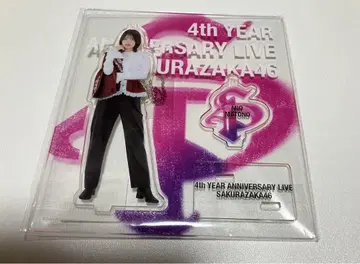 4th YEAR
ANNIVERSARY LIVE
SAKURAZAKA46
MIO
MATONO
4th YEAR ANNIVERSARY LIVE
SAKURAZAKA46